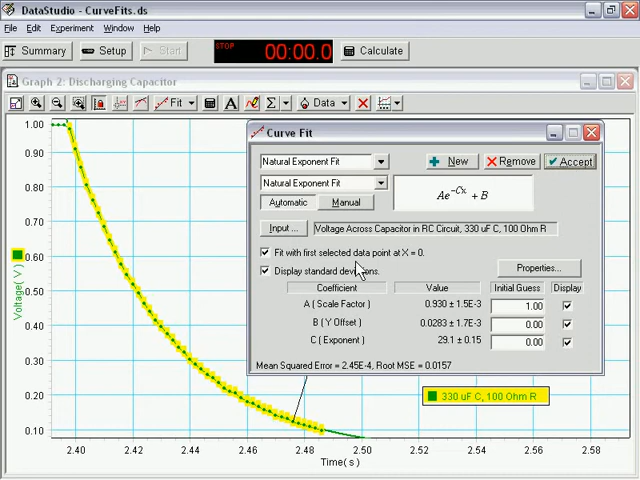 DataStudio - CurveFits.ds
File Edit Experiment Window Help
Summary Setup Start STOP 00:00.0 Calculate
Graph 2: Discharging Capacitor
Fit A Σ Data
Curve Fit
Natural Exponent Fit New Remove Accept
Natural Exponent Fit
Ae^-Cx + B
Automatic Manual
Input ... Voltage Across Capacitor in RC Circuit, 330 uF C, 100 Ohm R
Fit with first selected data point at X = 0.
Display standard deviations.
Properties...
Coefficient Value Initial Guess Display
A ( Scale Factor ) 0.930 ± 1.5E-3 1.00
B ( Y Offset ) 0.0283 ± 1.7E-3 0.00
C ( Exponent ) 29.1 ± 0.15 0.00
Mean Squared Error = 2.45E-4, Root MSE = 0.0157
330 uF C, 100 Ohm R
Voltage( V )
1.00
0.90
0.80
0.70
0.60
0.50
0.40
0.30
0.20
0.10
2.40 2.42 2.44 2.46 2.48 2.50 2.52 2.54 2.56 2.58
Time( s )